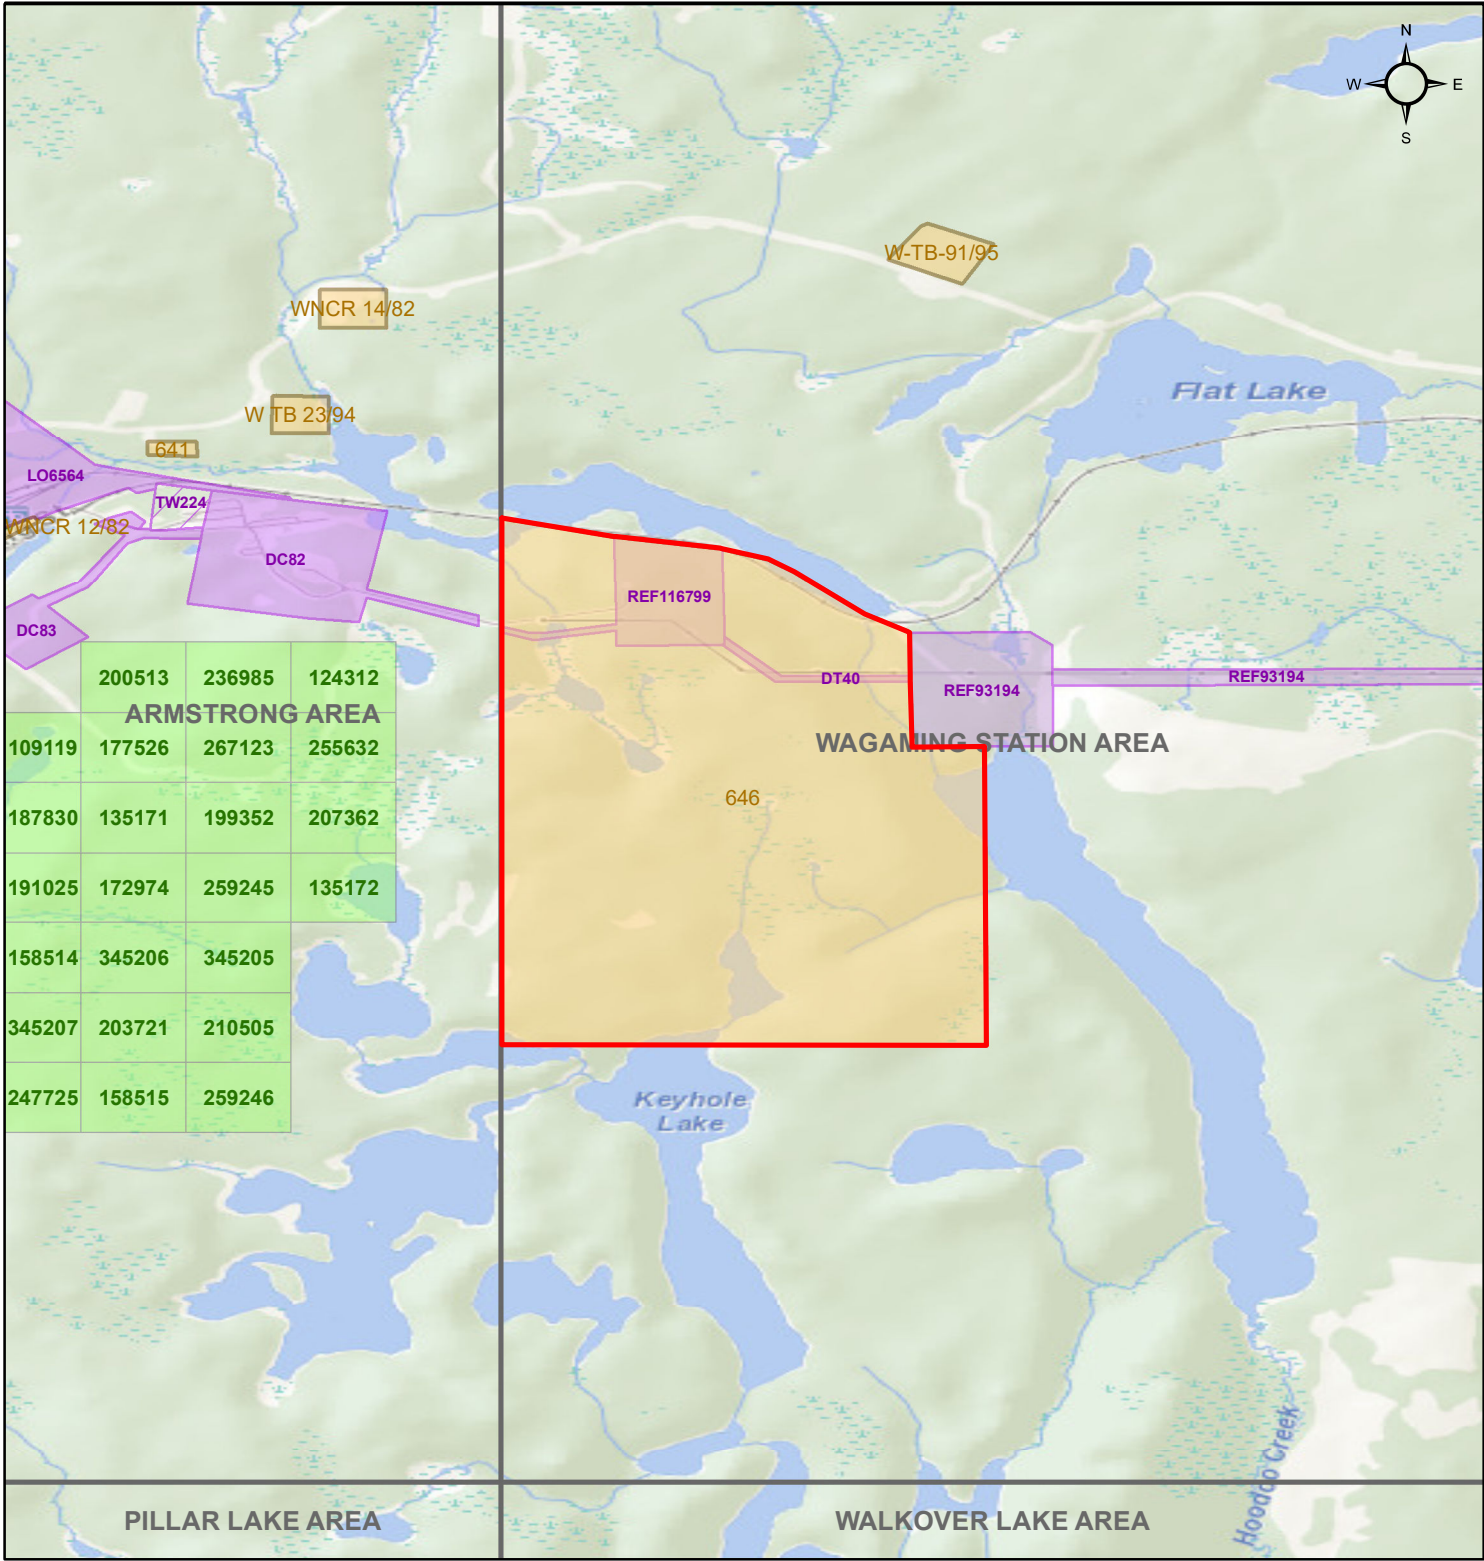 N
W E
S
W-TB-91/95
WNCR 14/82
Flat Lake
W TB 23/94
641
LO6564
TW224
WNCR 12/82
DC82
REF116799
DC83
200513 236985 124312
DT40
REF93194
REF93194
ARMSTRONG AREA
109119 177526 267123 255632
WAGAMING STATION AREA
646
187830 135171 199352 207362
191025 172974 259245 135172
158514 345206 345205
345207 203721 210505
247725 158515 259246
Keyhole
Lake
Hoodoo Creek
PILLAR LAKE AREA
WALKOVER LAKE AREA